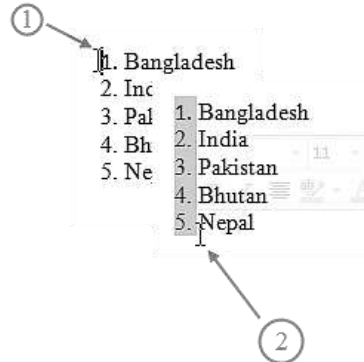 1
1. Bangladesh
2. Inc
3. Pal
4. Bh
5. Ne
1. Bangladesh
2. India
3. Pakistan
4. Bhutan
5. Nepal
11
2